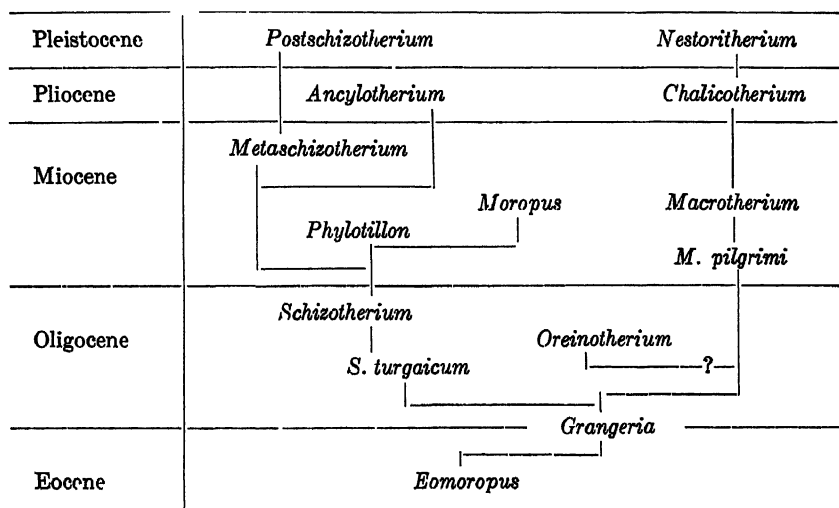 Pleistocene Postschizotherium Nestoritherium
Pliocene Ancylotherium Chalicotherium
Metaschizotherium
Miocene
Moropus Macrotherium
Phylotillon
M. pilgrimi
Schizotherium
Oligocene Oreinotherium
S. turgaicum ?
Grangeria
Eocene Eomoropus